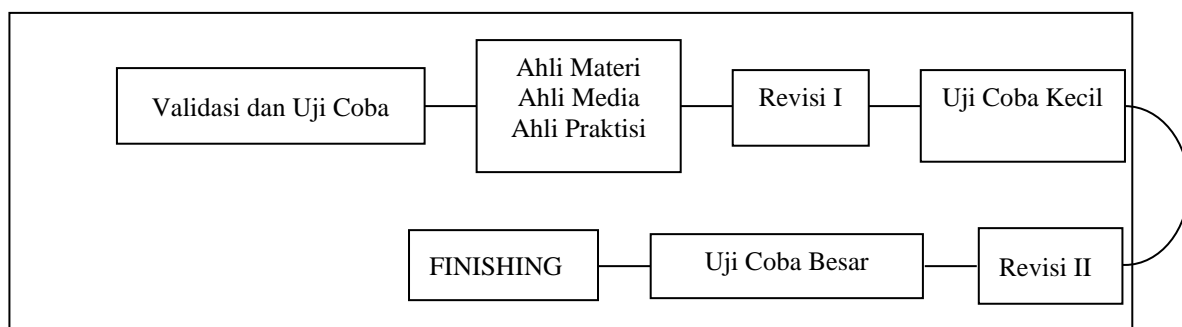 Validasi dan Uji Coba
Ahli Materi
Ahli Media
Ahli Praktisi
Revisi I
Uji Coba Kecil
Revisi II
Uji Coba Besar
FINISHING